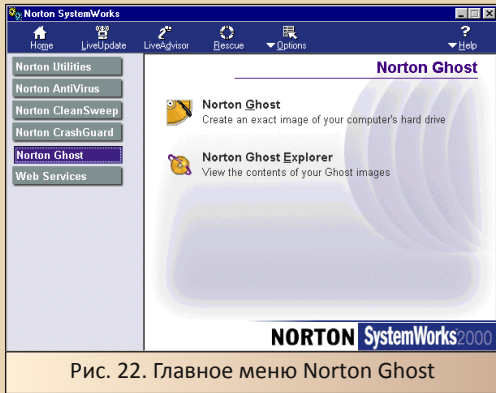 Norton SystemWorks
Home LiveUpdate LiveAdvisor Rescue Options Help
Norton Utilities
Norton AntiVirus
Norton CleanSweep
Norton CrashGuard
Norton Ghost
Web Services
Norton Ghost
Norton Ghost
Create an exact image of your computer's hard drive
Norton Ghost Explorer
View the contents of your Ghost images
NORTON SystemWorks 2000
Рис. 22. Главное меню Norton Ghost